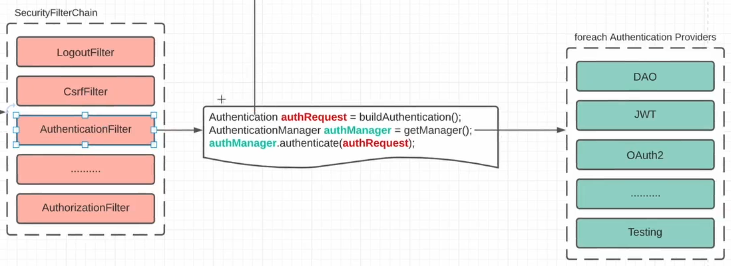 SecurityFilterChain
LogoutFilter
CsrfFilter
AuthenticationFilter
..........
AuthorizationFilter
Authentication authRequest = buildAuthentication();
AuthenticationManager authManager = getManager();
authManager.authenticate(authRequest);
foreach Authentication Providers
DAO
JWT
OAuth2
..........
Testing